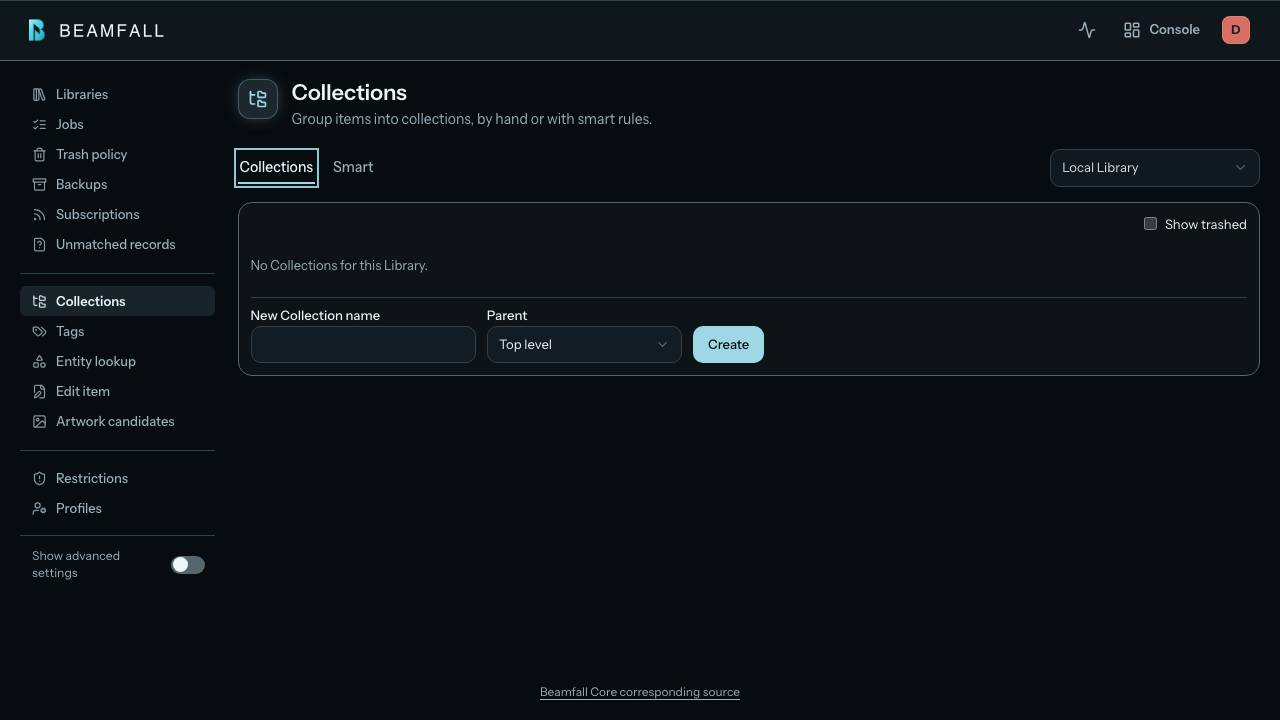 BEAMFALL
Console
D
Libraries
Jobs
Trash policy
Backups
Subscriptions
Unmatched records
Collections
Tags
Entity lookup
Edit item
Artwork candidates
Restrictions
Profiles
Show advanced
settings
Collections
Group items into collections, by hand or with smart rules.
Collections
Smart
Local Library
Show trashed
No Collections for this Library.
New Collection name
Parent
Top level
Create
Beamfall Core corresponding source